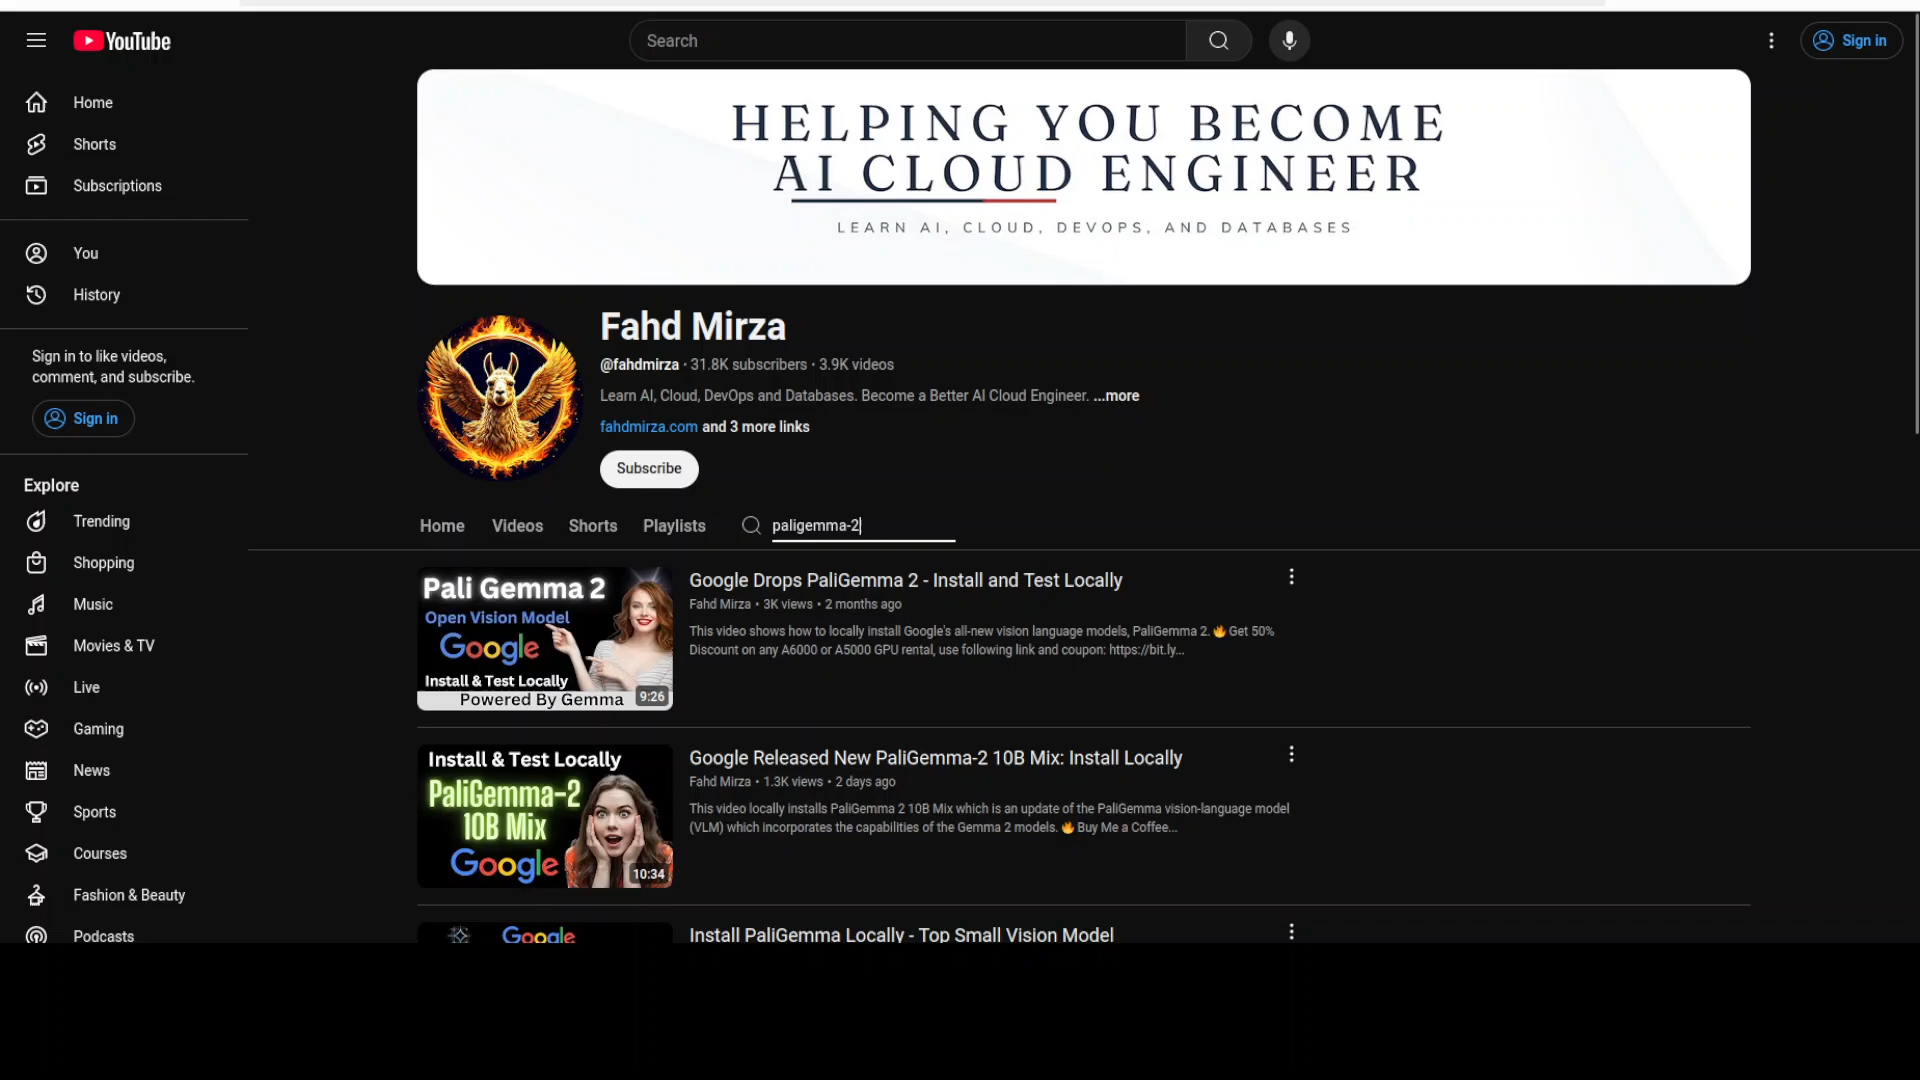 YouTube
Search
Sign in
Home
Shorts
Subscriptions
You
History
Sign in to like videos,
comment, and subscribe.
Sign in
Explore
Trending
Shopping
Music
Movies & TV
Live
Gaming
News
Sports
Courses
Fashion & Beauty
Podcasts
HELPING YOU BECOME
AI CLOUD ENGINEER
LEARN AI, CLOUD, DEVOPS, AND DATABASES
Fahd Mirza
@fahdmirza · 31.8K subscribers · 3.9K videos
Learn AI, Cloud, DevOps and Databases. Become a Better AI Cloud Engineer. ...more
fahdmirza.com and 3 more links
Subscribe
Home Videos Shorts Playlists paligemma-2
Pali Gemma 2
Open Vision Model
Google
Install & Test Locally
Powered By Gemma
9:26
Google Drops PaliGemma 2 - Install and Test Locally
Fahd Mirza • 3K views • 2 months ago
This video shows how to locally install Google's all-new vision language models, PaliGemma 2. 🔥 Get 50%
Discount on any A6000 or A5000 GPU rental, use following link and coupon: https://bit.ly...
Install & Test Locally
PaliGemma-2
10B Mix
Google
10:34
Google Released New PaliGemma-2 10B Mix: Install Locally
Fahd Mirza • 1.3K views • 2 days ago
This video locally installs PaliGemma 2 10B Mix which is an update of the PaliGemma vision-language model
(VLM) which incorporates the capabilities of the Gemma 2 models. 🔥 Buy Me a Coffee...
Google
Install PaliGemma Locally - Top Small Vision Model